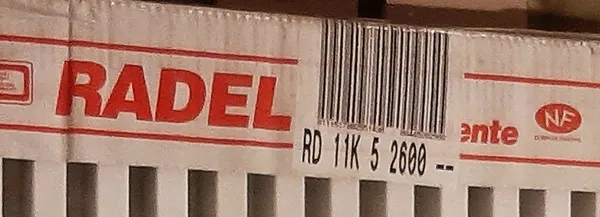 RADEL
RD 11K 5 2600 --
ente
NF